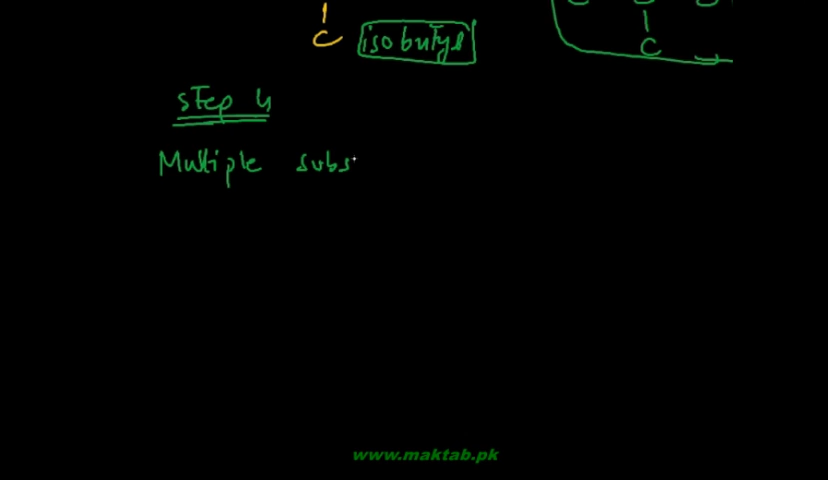 C
isobutyl
C
Step 4
Multiple subs
www.maktab.pk